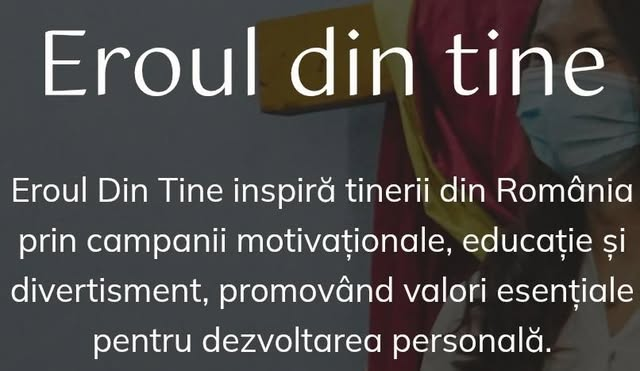 Eroul din tine
Eroul Din Tine inspiră tinerii din România
prin campanii motivaționale, educație și
divertisment, promovând valori esențiale
pentru dezvoltarea personală.